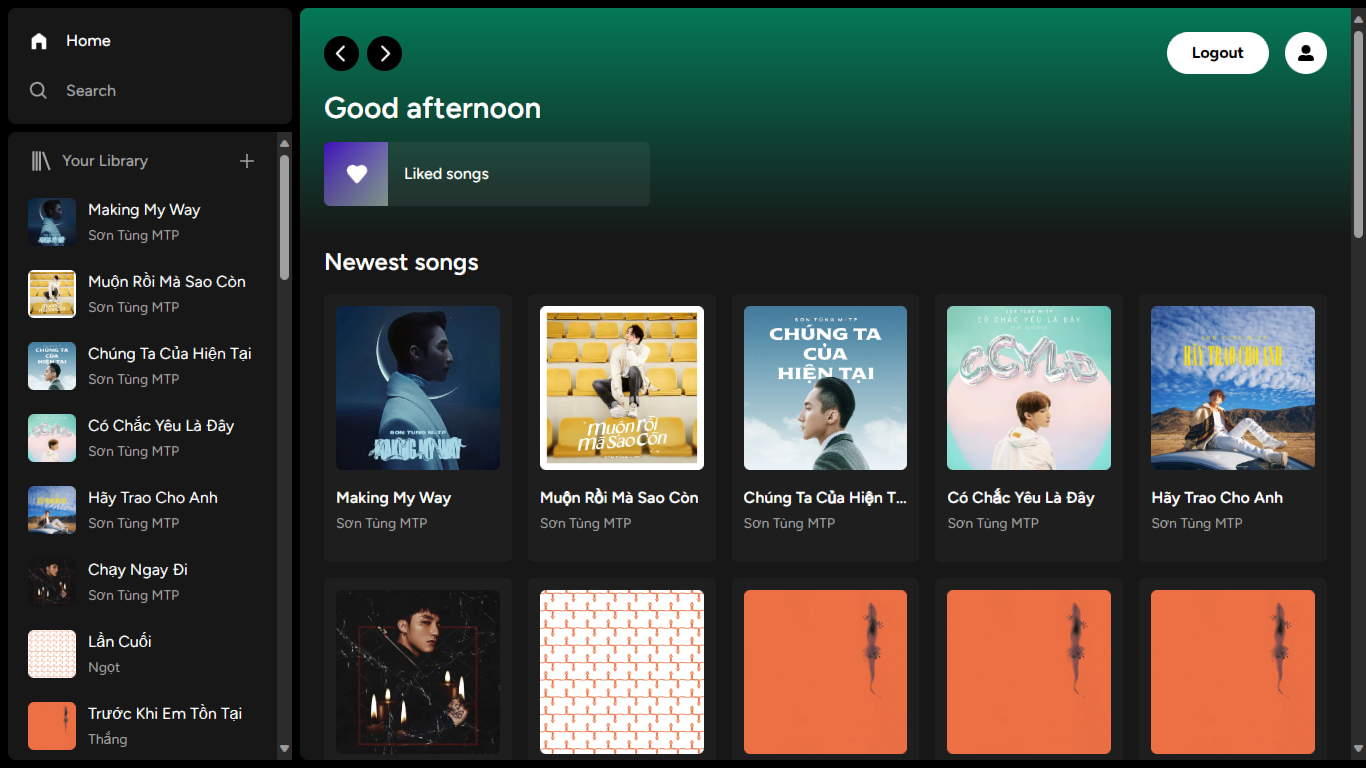 Home
Search
Your Library
Making My Way
Sơn Tùng MTP
Muộn Rồi Mà Sao Còn
Sơn Tùng MTP
Chúng Ta Của Hiện Tại
Sơn Tùng MTP
Có Chắc Yêu Là Đây
Sơn Tùng MTP
Hãy Trao Cho Anh
Sơn Tùng MTP
Chạy Ngay Đi
Sơn Tùng MTP
Lần Cuối
Ngọt
Trước Khi Em Tồn Tại
Thắng
Logout
Good afternoon
Liked songs
Newest songs
SƠN TÙNG M-TP
MAKING MY WAY
Making My Way
Sơn Tùng MTP
muộn rồi
mà sao còn
SƠN TÙNG M-TP
Muộn Rồi Mà Sao Còn
Sơn Tùng MTP
SƠN TÙNG M-TP
CHÚNG TA
CỦA
HIỆN TẠI
Chúng Ta Của Hiện T...
Sơn Tùng MTP
SƠN TÙNG M-TP
CÓ CHẮC YÊU LÀ ĐÂY
CCYLD
Có Chắc Yêu Là Đây
Sơn Tùng MTP
SƠN TÙNG M-TP
HÃY TRAO CHO ANH
Hãy Trao Cho Anh
Sơn Tùng MTP